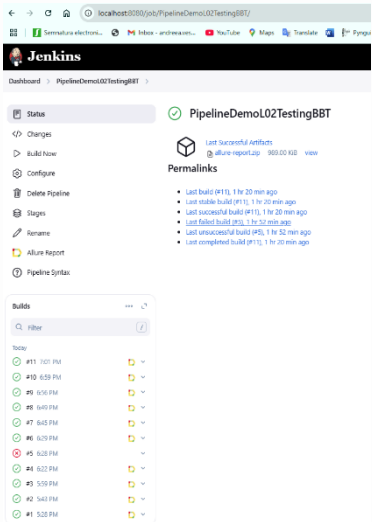 localhost:8080/job/PipelineDemoL02TestingBBT/
Semnatura electroni...
Inbox - andreea.om...
YouTube
Maps
Translate
Jenkins
Dashboard > PipelineDemoL02TestingBBT >
Status
Changes
Build Now
Configure
Delete Pipeline
Stages
Rename
Allure Report
Pipeline Syntax
PipelineDemoL02TestingBBT
Last Successful Artifacts
allure-report.zip view
Permalinks
Last build (#11), 1 hr 20 min ago
Last stable build (#11), 1 hr 20 min ago
Last successful build (#11), 1 hr 20 min ago
Last failed build (#5), 1 hr 52 min ago
Last unsuccessful build (#5), 1 hr 52 min ago
Last completed build (#11), 1 hr 20 min ago
Builds
Filter
/
Today
#11 7:01 PM
#10 6:59 PM
#9 6:56 PM
#8 6:49 PM
#7 6:45 PM
#6 6:29 PM
#5 6:28 PM
#4 6:22 PM
#3 5:59 PM
#2 5:43 PM
#1 5:28 PM